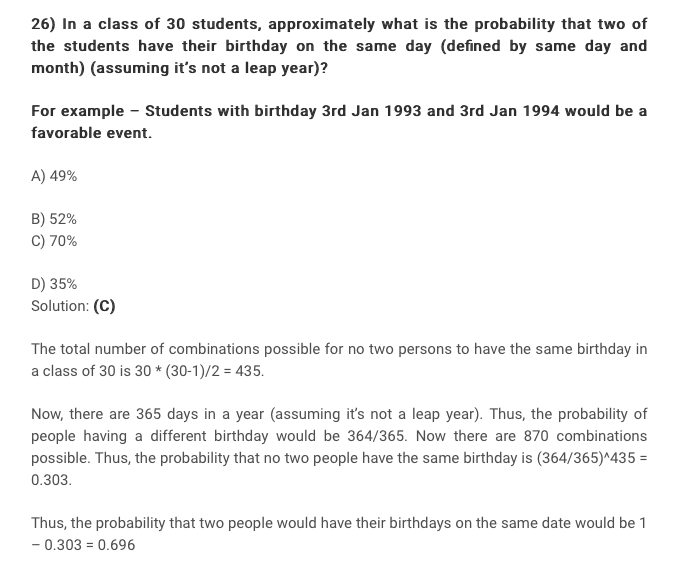 26) In a class of 30 students, approximately what is the probability that two of
the students have their birthday on the same day (defined by same day and
month) (assuming it’s not a leap year)?
For example – Students with birthday 3rd Jan 1993 and 3rd Jan 1994 would be a
favorable event.
A) 49%
B) 52%
C) 70%
D) 35%
Solution: (C)
The total number of combinations possible for no two persons to have the same birthday in
a class of 30 is 30 * (30-1)/2 = 435.
Now, there are 365 days in a year (assuming it’s not a leap year). Thus, the probability of
people having a different birthday would be 364/365. Now there are 870 combinations
possible. Thus, the probability that no two people have the same birthday is (364/365)^435 =
0.303.
Thus, the probability that two people would have their birthdays on the same date would be 1
– 0.303 = 0.696